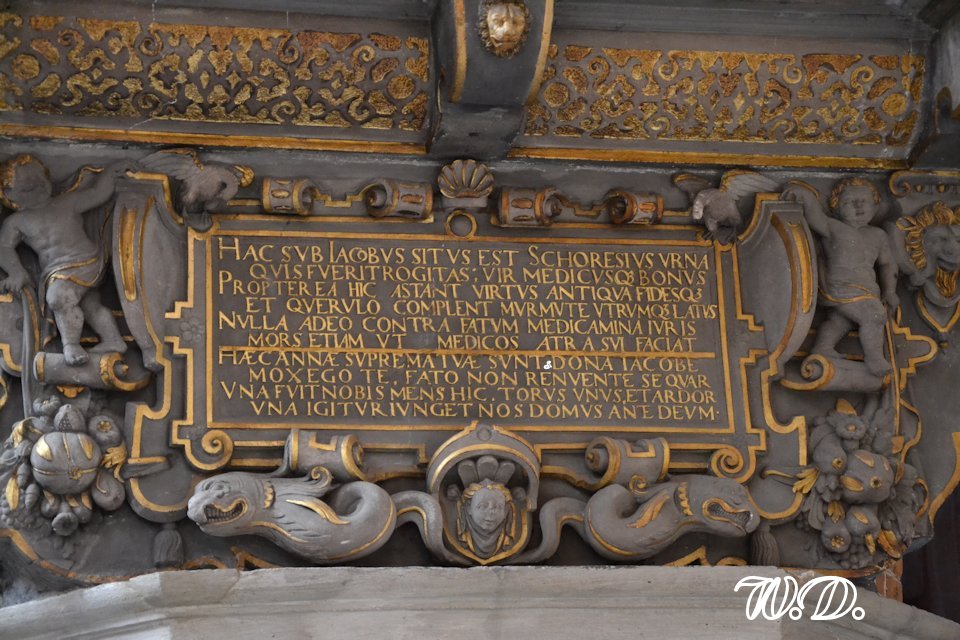 HAC SVB IACOBVS SITVS EST SCHORESIVS VRNA
QVIS FVERIT ROGITAS: VIR MEDICVSQ3 BONVS
PROPTEREA HIC ASTANT VIRTVS ANTIQVA FIDESQ3
ET QVERVLO COMPLENT MVRMVTE VTRVMQ3 LATVS
NVLLA ADEO CONTRA FATVM MEDICAMINA IVRIS
MORS ETIAM VT MEDICOS ATRA SVI FACIAT
HÆC ANNÆ SVPREMA TVÆ SVNT DONA IACOBE
MOX EGO TE, FATO NON RENVENTE SEQVAR
VNA FVIT NOBIS MENS HIC, TORVS VNVS, ET ARDOR
VNA IGITVR IVNGET NOS DOMVS ANTE DEVM.
W.D.